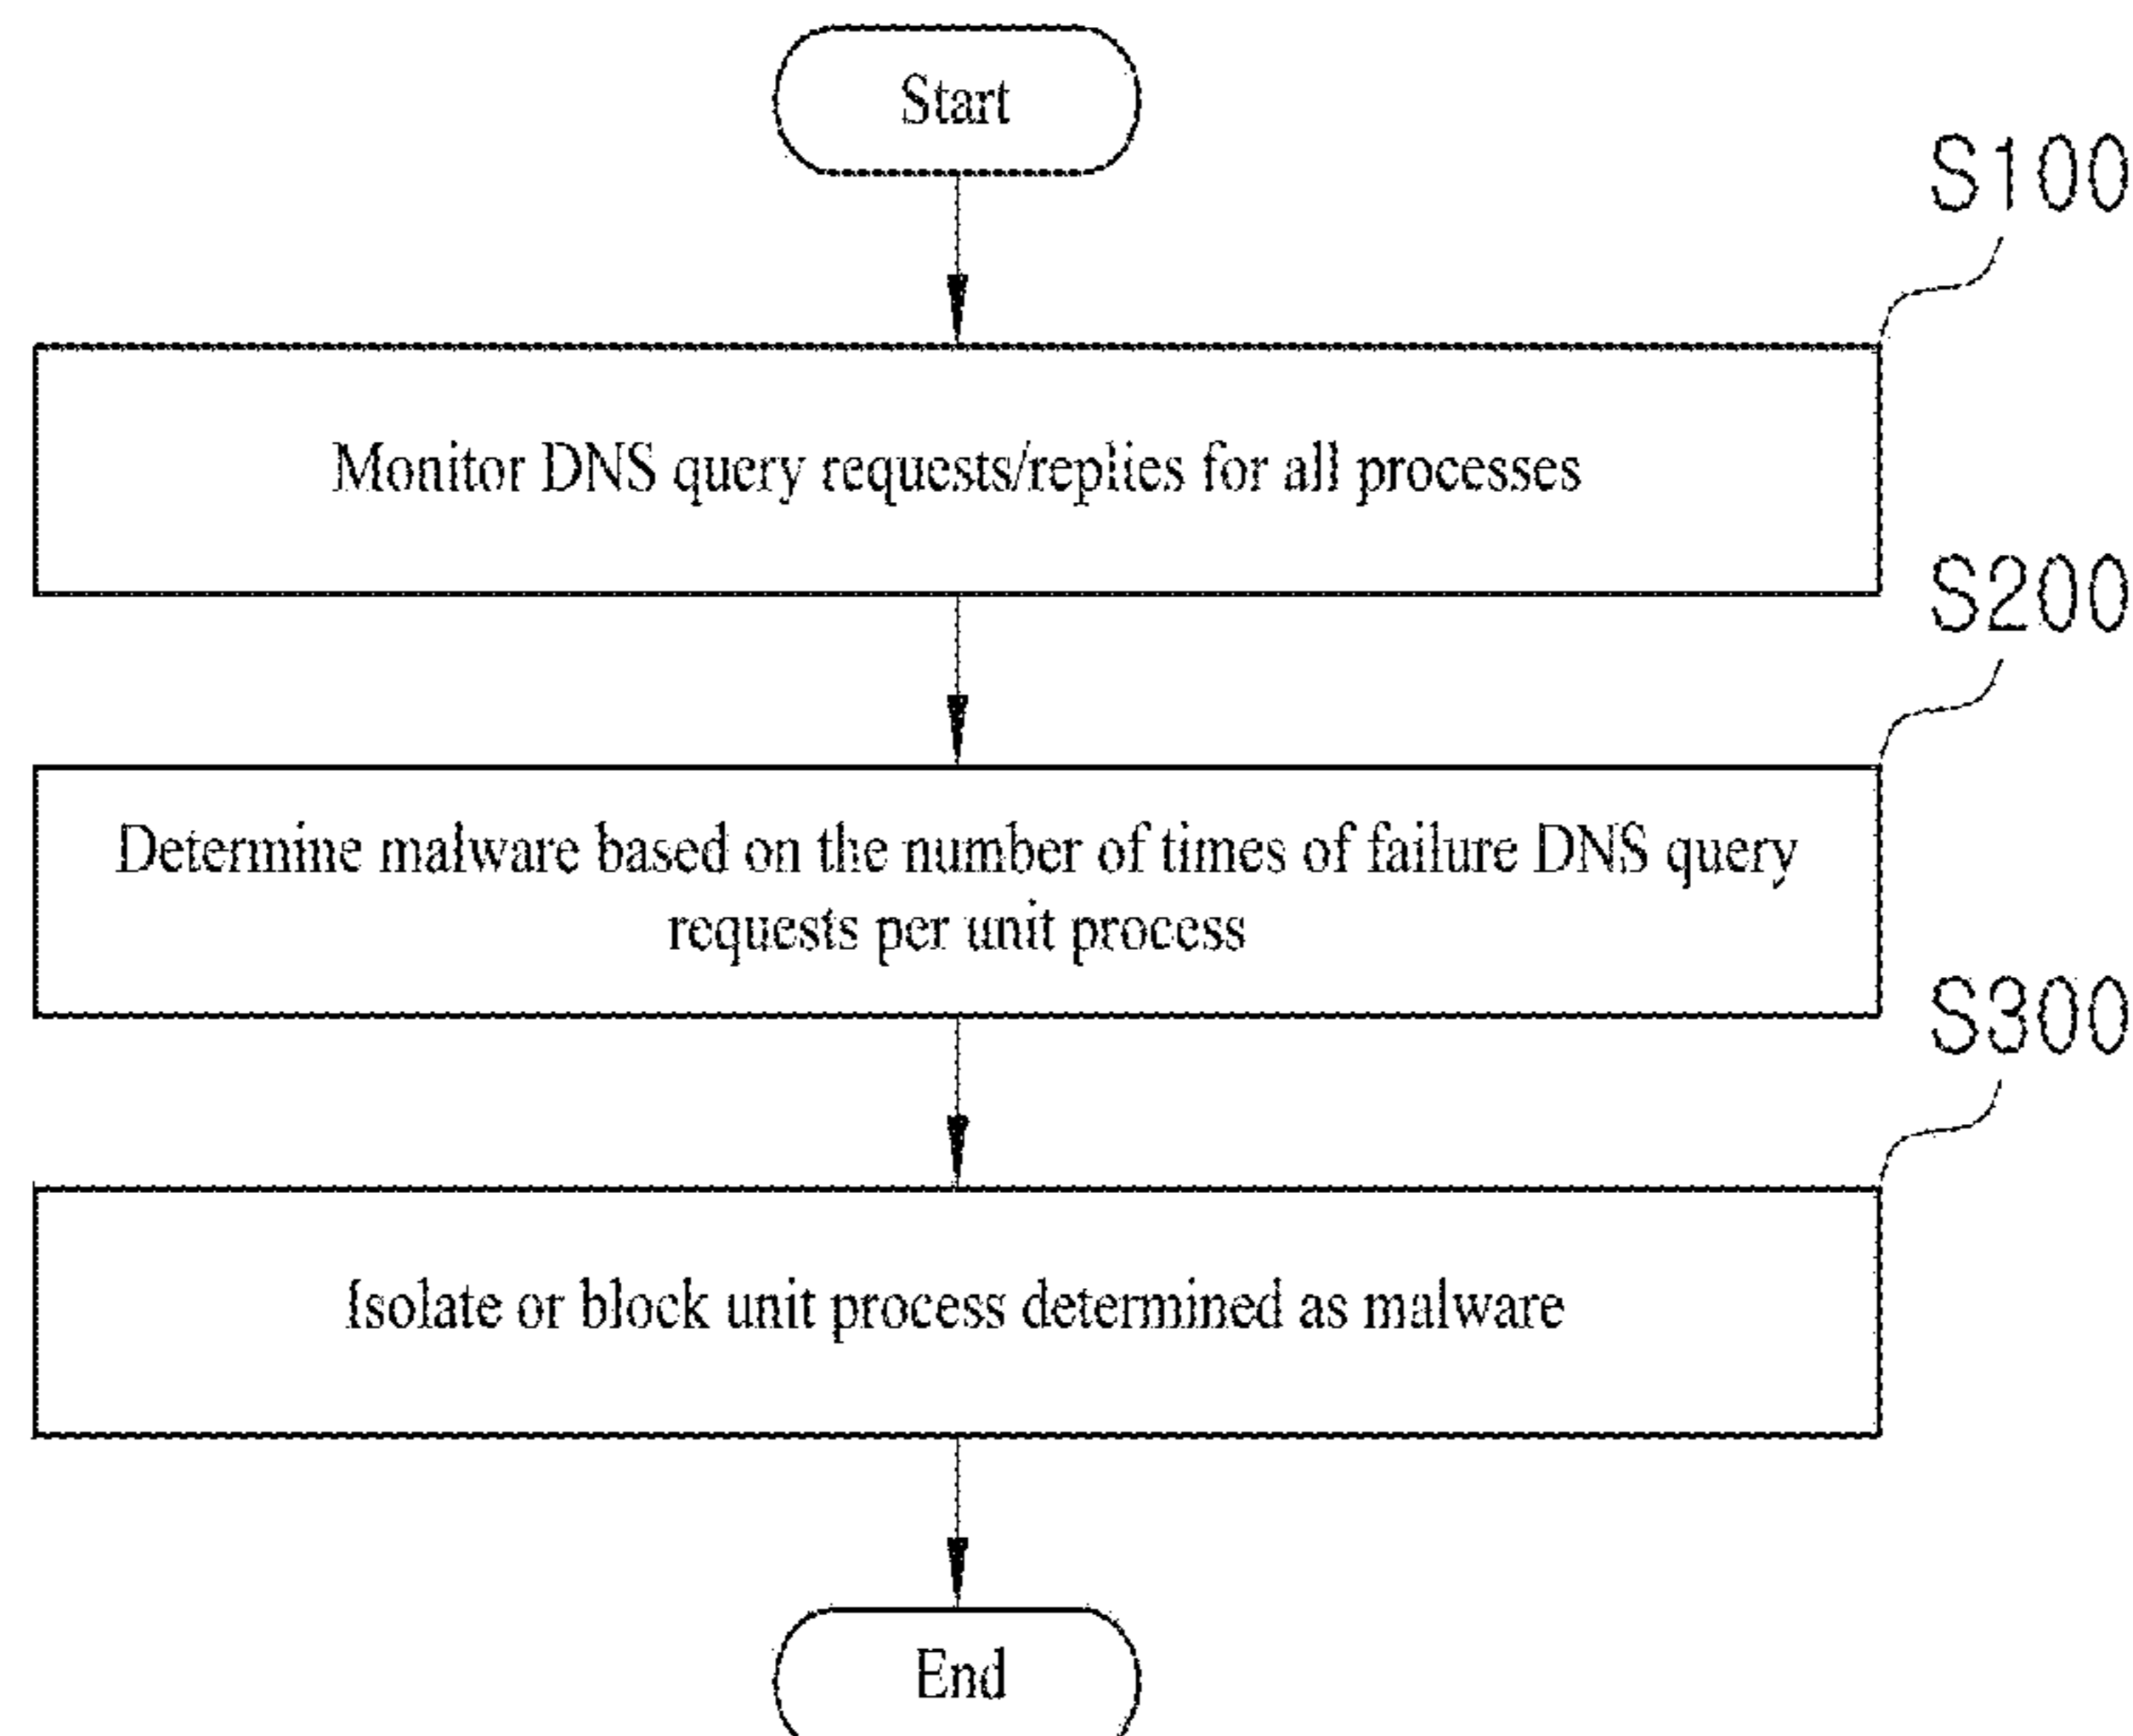 Start
S100
Monitor DNS query requests/replies for all processes
S200
Determine malware based on the number of times of failure DNS query
requests per unit process
S300
Isolate or block unit process determined as malware
End